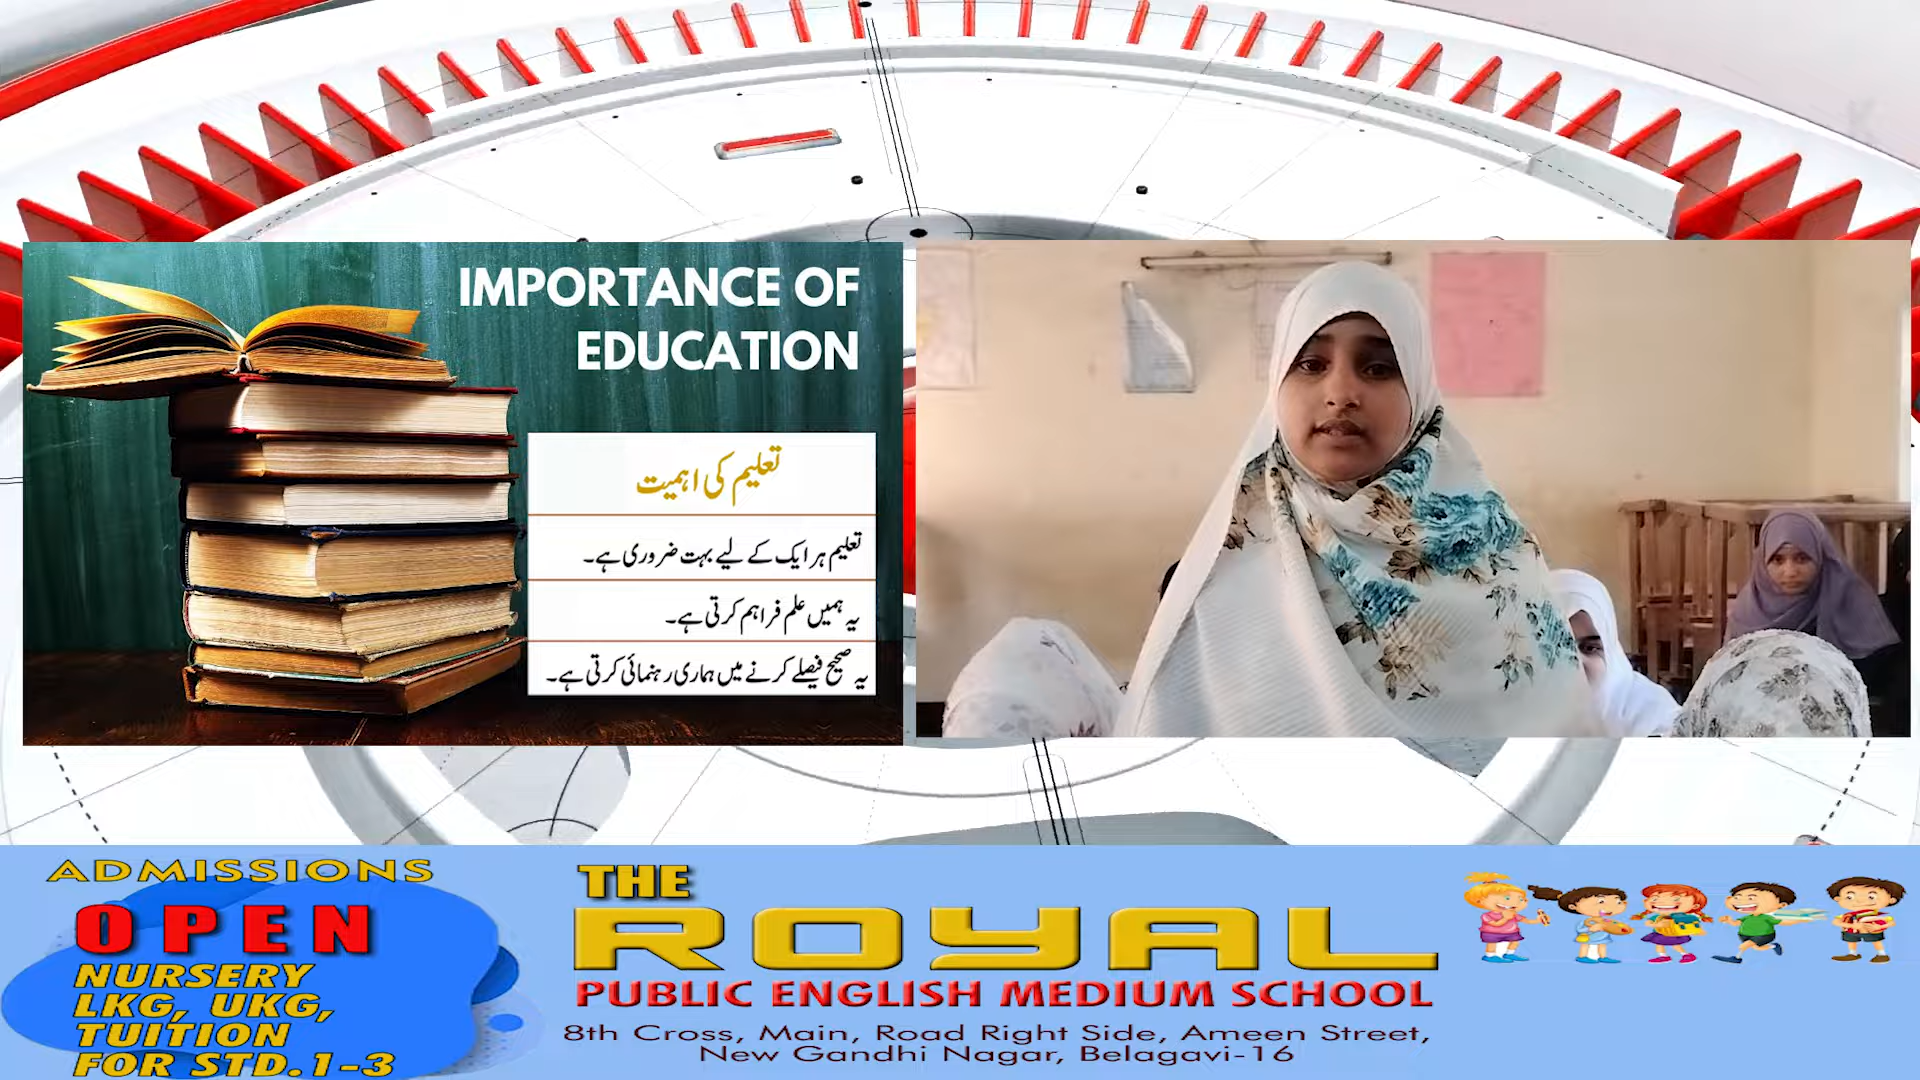 IMPORTANCE OF
EDUCATION
تعلیم کی اہمیت
تعلیم ہر ایک کے لیے بہت ضروری ہے۔
یہ ہمیں علم فراہم کرتی ہے۔
یہ صحیح فیصلے کرنے میں ہماری رہنمائی کرتی ہے۔
ADMISSIONS
OPEN
NURSERY
LKG, UKG,
TUITION
FOR STD.1-3
THE
ROYAL
PUBLIC ENGLISH MEDIUM SCHOOL
8th Cross, Main, Road Right Side, Ameen Street,
New Gandhi Nagar, Belagavi-16